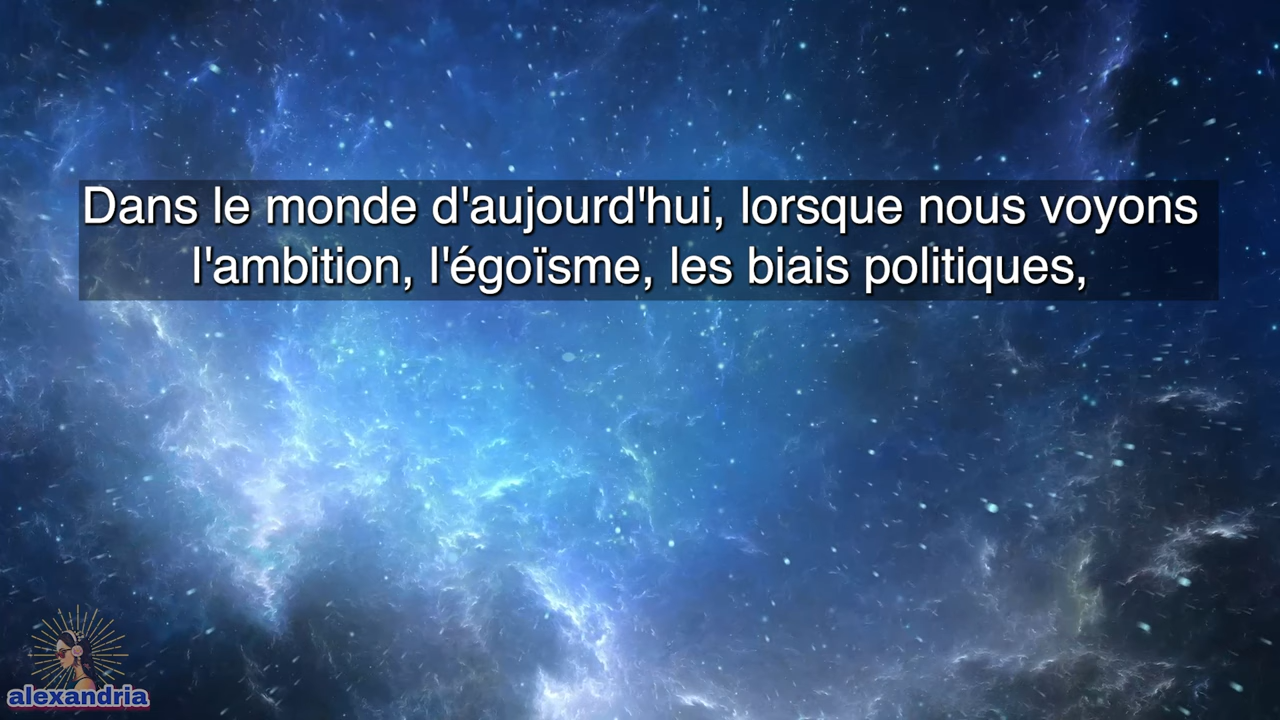 Dans le monde d'aujourd'hui, lorsque nous voyons
l'ambition, l'égoïsme, les biais politiques,
alexandria